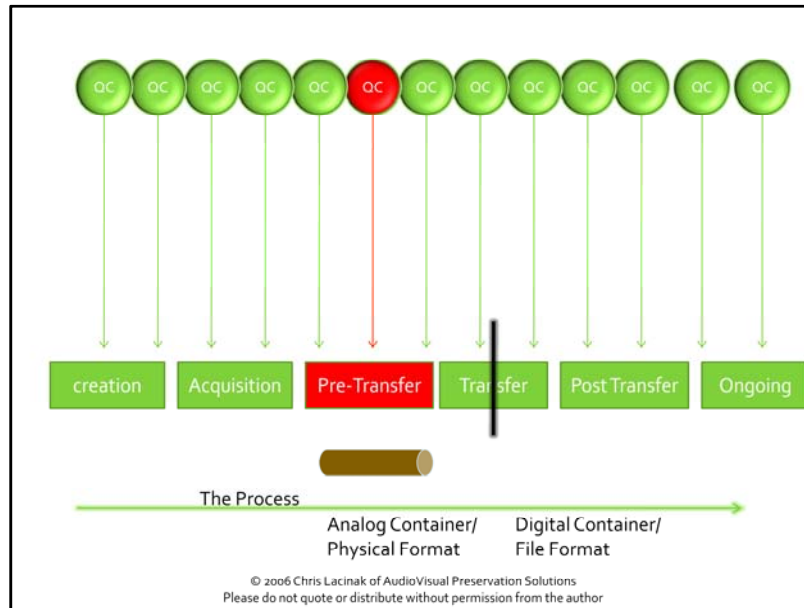 QC QC QC QC QC QC QC QC QC QC QC QC QC
creation Acquisition Pre-Transfer Transfer Post Transfer Ongoing
The Process
Analog Container/ Digital Container/
Physical Format File Format
© 2006 Chris Lacinak of AudioVisual Preservation Solutions
Please do not quote or distribute without permission from the author